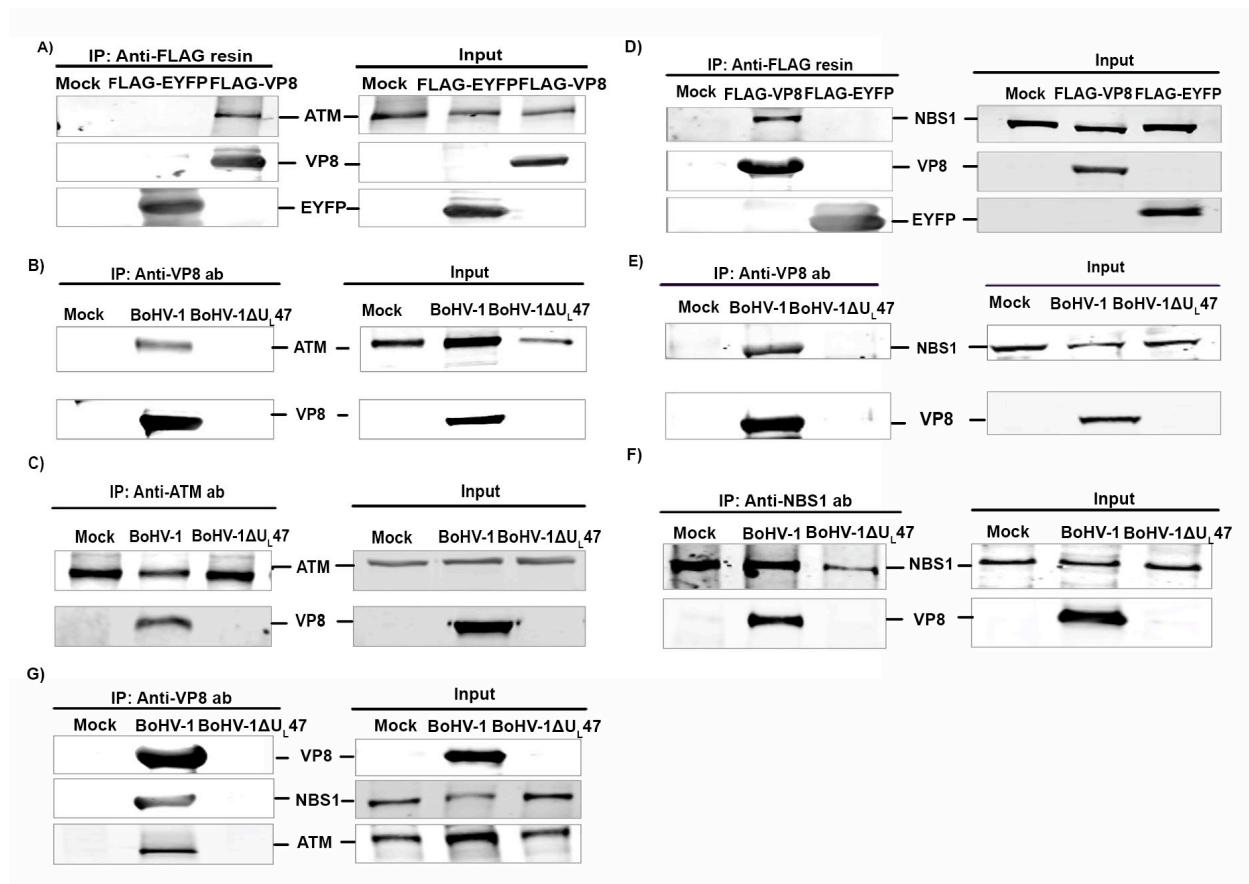 A)
IP: Anti-FLAG resin
Input
Mock FLAG-EYFP FLAG-VP8
Mock FLAG-EYFP FLAG-VP8
ATM
VP8
EYFP
B)
IP: Anti-VP8 ab
Input
Mock BoHV-1 BoHV-1ΔUL47
Mock BoHV-1 BoHV-1ΔUL47
ATM
VP8
C)
IP: Anti-ATM ab
Input
Mock BoHV-1 BoHV-1ΔUL47
Mock BoHV-1 BoHV-1ΔUL47
ATM
VP8
D)
IP: Anti-FLAG resin
Input
Mock FLAG-VP8 FLAG-EYFP
Mock FLAG-VP8 FLAG-EYFP
NBS1
VP8
EYFP
E)
IP: Anti-VP8 ab
Input
Mock BoHV-1 BoHV-1ΔUL47
Mock BoHV-1 BoHV-1ΔUL47
NBS1
VP8
F)
IP: Anti-NBS1 ab
Input
Mock BoHV-1 BoHV-1ΔUL47
Mock BoHV-1 BoHV-1ΔUL47
NBS1
VP8
G)
IP: Anti-VP8 ab
Input
Mock BoHV-1 BoHV-1ΔUL47
Mock BoHV-1 BoHV-1ΔUL47
VP8
NBS1
ATM